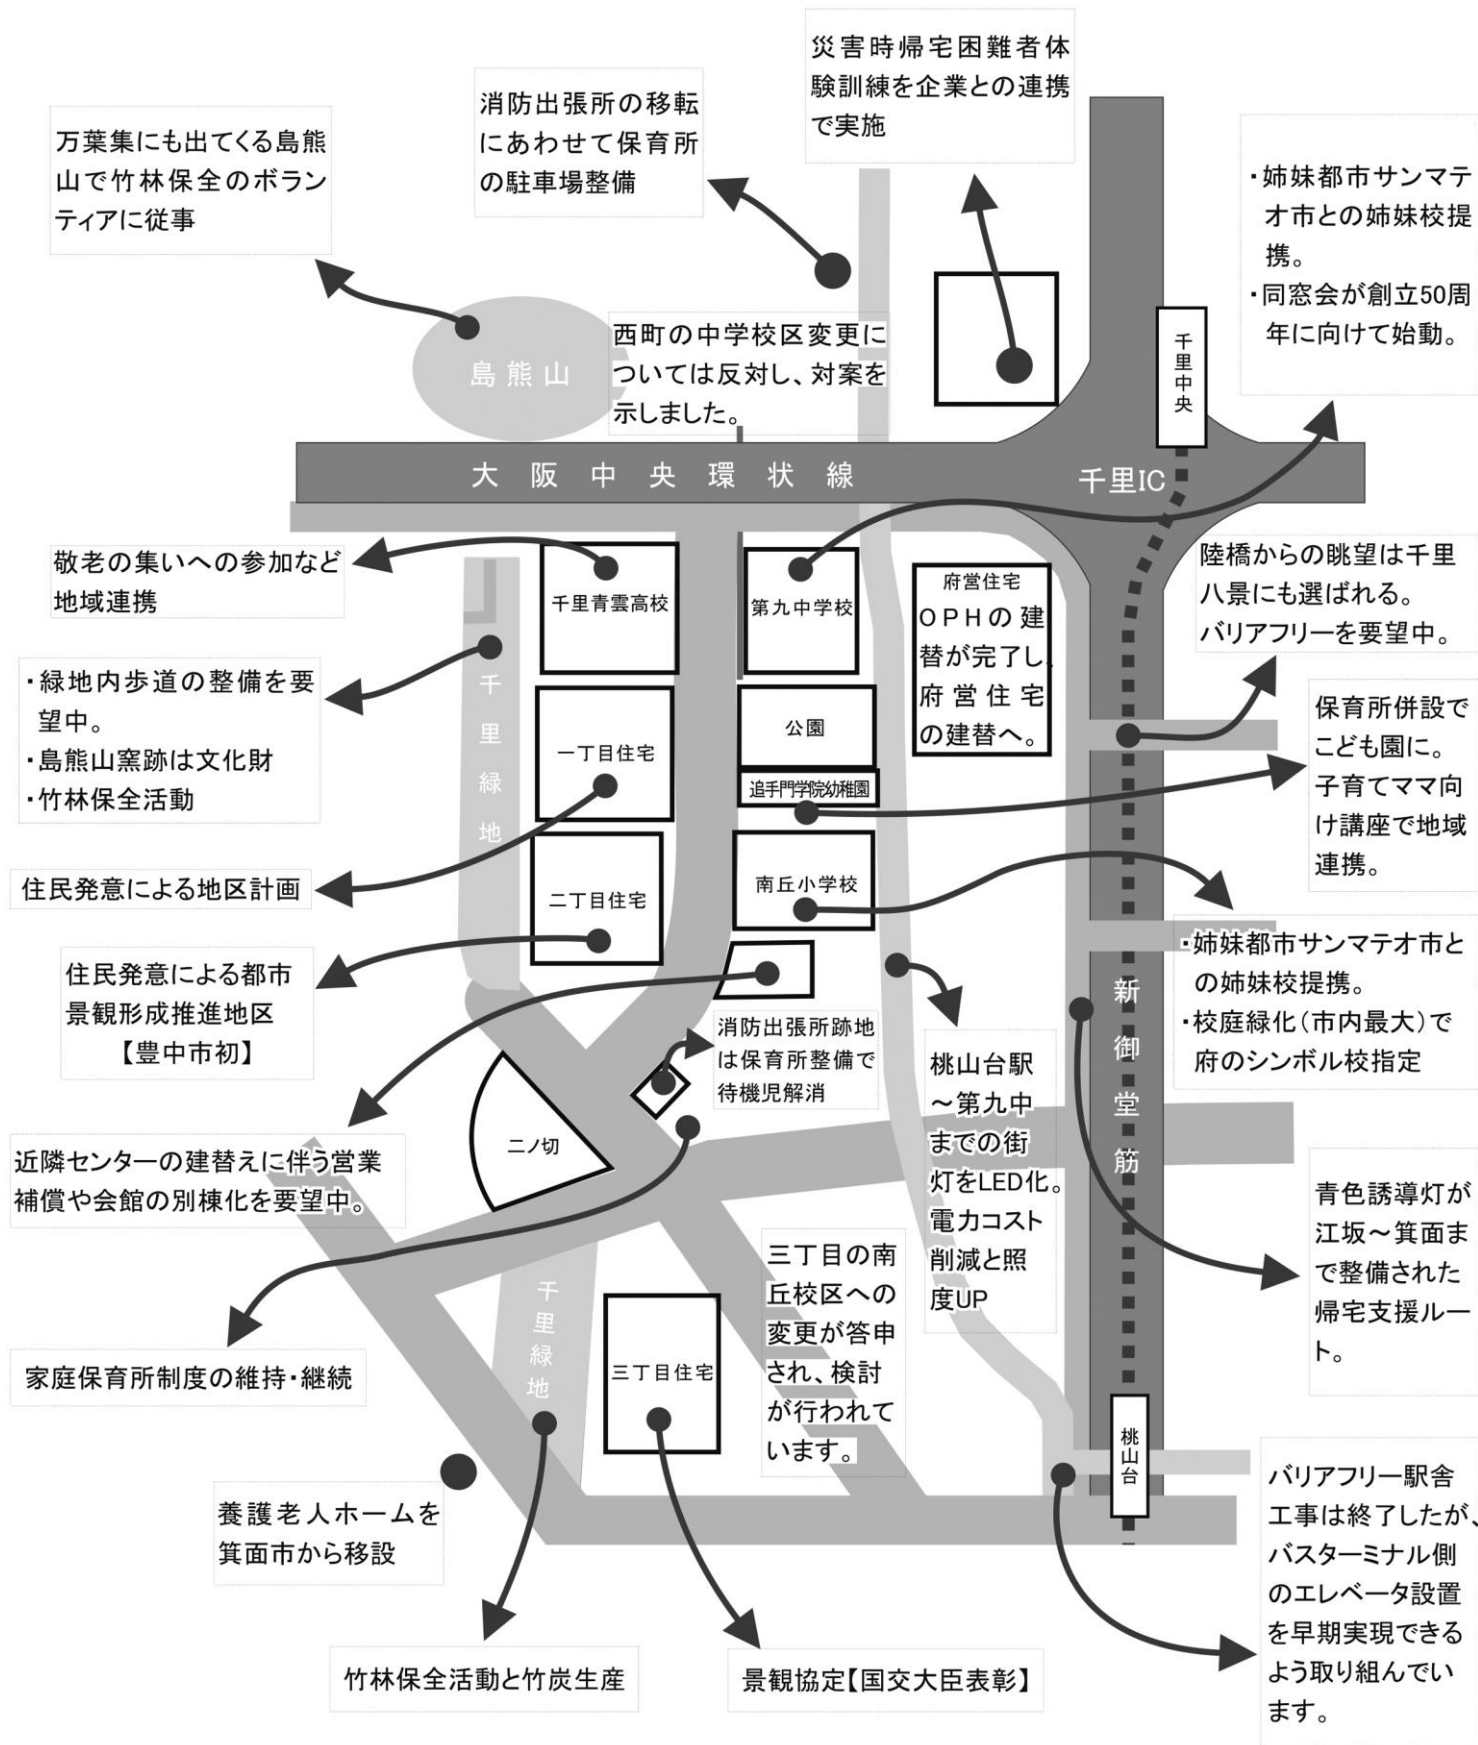 災害時帰宅困難者体
験訓練を企業との連携
で実施
消防出張所の移転
にあわせて保育所
の駐車場整備
万葉集にも出てくる島熊
山で竹林保全のボラン
ティアに従事
・姉妹都市サンマテ
オ市との姉妹校提
携。
・同窓会が創立50周
年に向けて始動。
島熊山
西町の中学校区変更に
ついては反対し、対案を
示しました。
千里中央
大阪中央環状線
千里IC
敬老の集いへの参加など
地域連携
千里青雲高校
第九中学校
府営住宅
OPHの建
替が完了し、
府営住宅
の建替へ。
陸橋からの眺望は千里
八景にも選ばれる。
バリアフリーを要望中。
・緑地内歩道の整備を要
望中。
・島熊山窯跡は文化財
・竹林保全活動
千里緑地
一丁目住宅
公園
追手門学院幼稚園
保育所併設で
こども園に。
子育てママ向
け講座で地域
連携。
住民発意による地区計画
二丁目住宅
南丘小学校
住民発意による都市
景観形成推進地区
【豊中市初】
・姉妹都市サンマテオ市と
の姉妹校提携。
・校庭緑化（市内最大）で
府のシンボル校指定
新御堂筋
消防出張所跡地
は保育所整備で
待機児解消
桃山台駅
～第九中
までの街
灯をLED化。
電力コスト
削減と照
度UP
二ノ切
近隣センターの建替えに伴う営業
補償や会館の別棟化を要望中。
青色誘導灯が
江坂～箕面ま
で整備された
帰宅支援ルー
ト。
三丁目の南
丘校区への
変更が答申
され、検討
が行われて
います。
千里緑地
三丁目住宅
家庭保育所制度の維持・継続
桃山台
養護老人ホームを
箕面市から移設
バリアフリー駅舎
工事は終了したが、
バスターミナル側
のエレベータ設置
を早期実現できる
よう取り組んでい
ます。
竹林保全活動と竹炭生産
景観協定【国交大臣表彰】